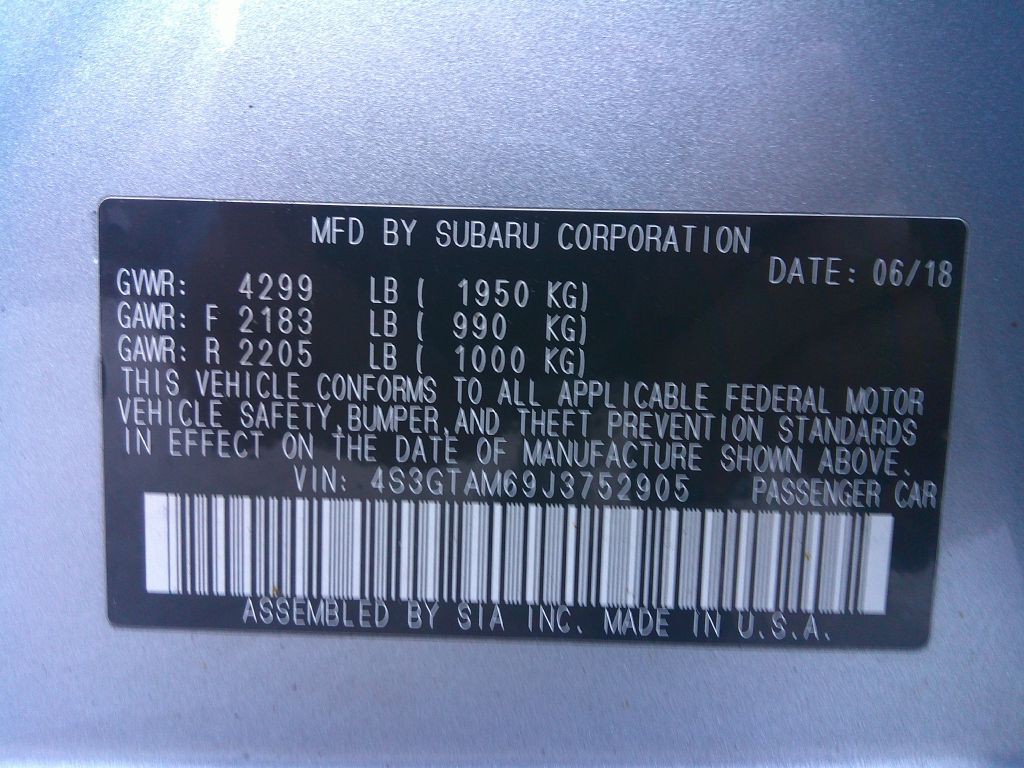 MFD BY SUBARU CORPORATION
DATE: 06/18
GVWR: 4299 LB ( 1950 KG)
GAWR: F 2183 LB ( 990 KG)
GAWR: R 2205 LB ( 1000 KG)
THIS VEHICLE CONFORMS TO ALL APPLICABLE FEDERAL MOTOR
VEHICLE SAFETY,BUMPER,AND THEFT PREVENTION STANDARDS
IN EFFECT ON THE DATE OF MANUFACTURE SHOWN ABOVE.
VIN: 4S3GTAM69J3752905 PASSENGER CAR
ASSEMBLED BY SIA INC. MADE IN U.S.A.